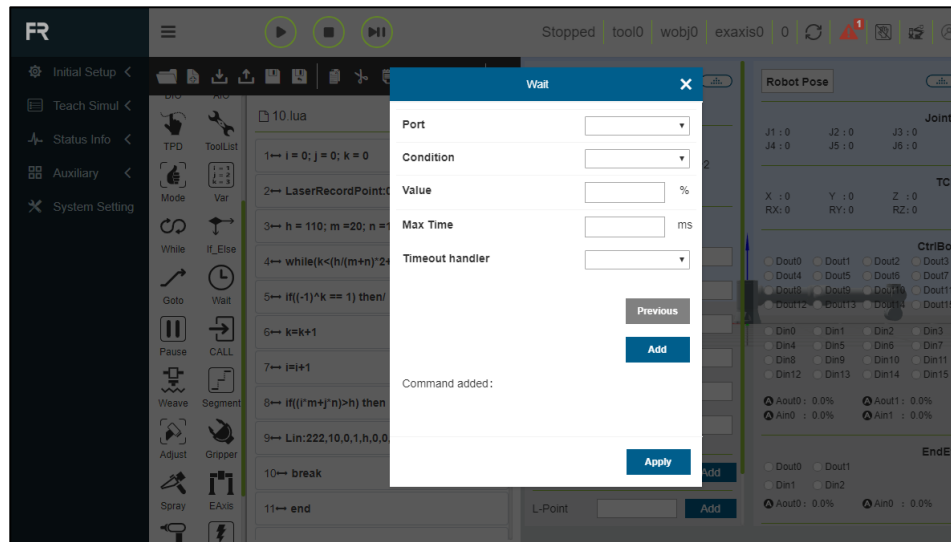 FR
Stopped tool0 wobj0 exaxis0 0 1
Initial Setup
Teach Simul
Status Info
Auxiliary
System Setting
TPD ToolList
Mode Var
While If_Else
Goto Wait
Pause CALL
Weave Segment
Adjust Gripper
Spray EAxis
10.lua
1 i = 0; j = 0; k = 0
2 LaserRecordPoint:
3 h = 110; m =20; n =1
4 while(k<(h/(m+n)*2+
5 if((-1)^k == 1) then/
6 k=k+1
7 i=i+1
8 if((i*m+j*n)>h) then
9 Lin:222,10,0,1,h,0,0,
10 break
11 end
Wait
Port
Condition
Value %
Max Time ms
Timeout handler
Previous
Add
Command added:
Apply
2
Add
L-Point Add
Robot Pose
Joint
J1 : 0 J2 : 0 J3 : 0
J4 : 0 J5 : 0 J6 : 0
TC
X : 0 Y : 0 Z : 0
RX: 0 RY: 0 RZ: 0
CtrlBo
Dout0 Dout1 Dout2 Dout3
Dout4 Dout5 Dout6 Dout7
Dout8 Dout9 Dout10 Dout1
Dout12 Dout13 Dout14 Dout1
Din0 Din1 Din2 Din3
Din4 Din5 Din6 Din7
Din8 Din9 Din10 Din11
Din12 Din13 Din14 Din15
A Aout0 : 0.0% A Aout1 : 0.0%
A Ain0 : 0.0% A Ain1 : 0.0%
EndE
Dout0 Dout1
Din1 Din2
A Aout0 : 0.0% A Ain0 : 0.0%